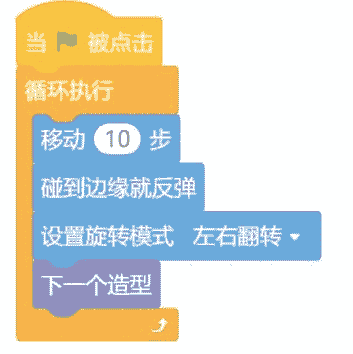 当 被点击
循环执行
移动 10 步
碰到边缘就反弹
设置旋转模式 左右翻转
下一个造型